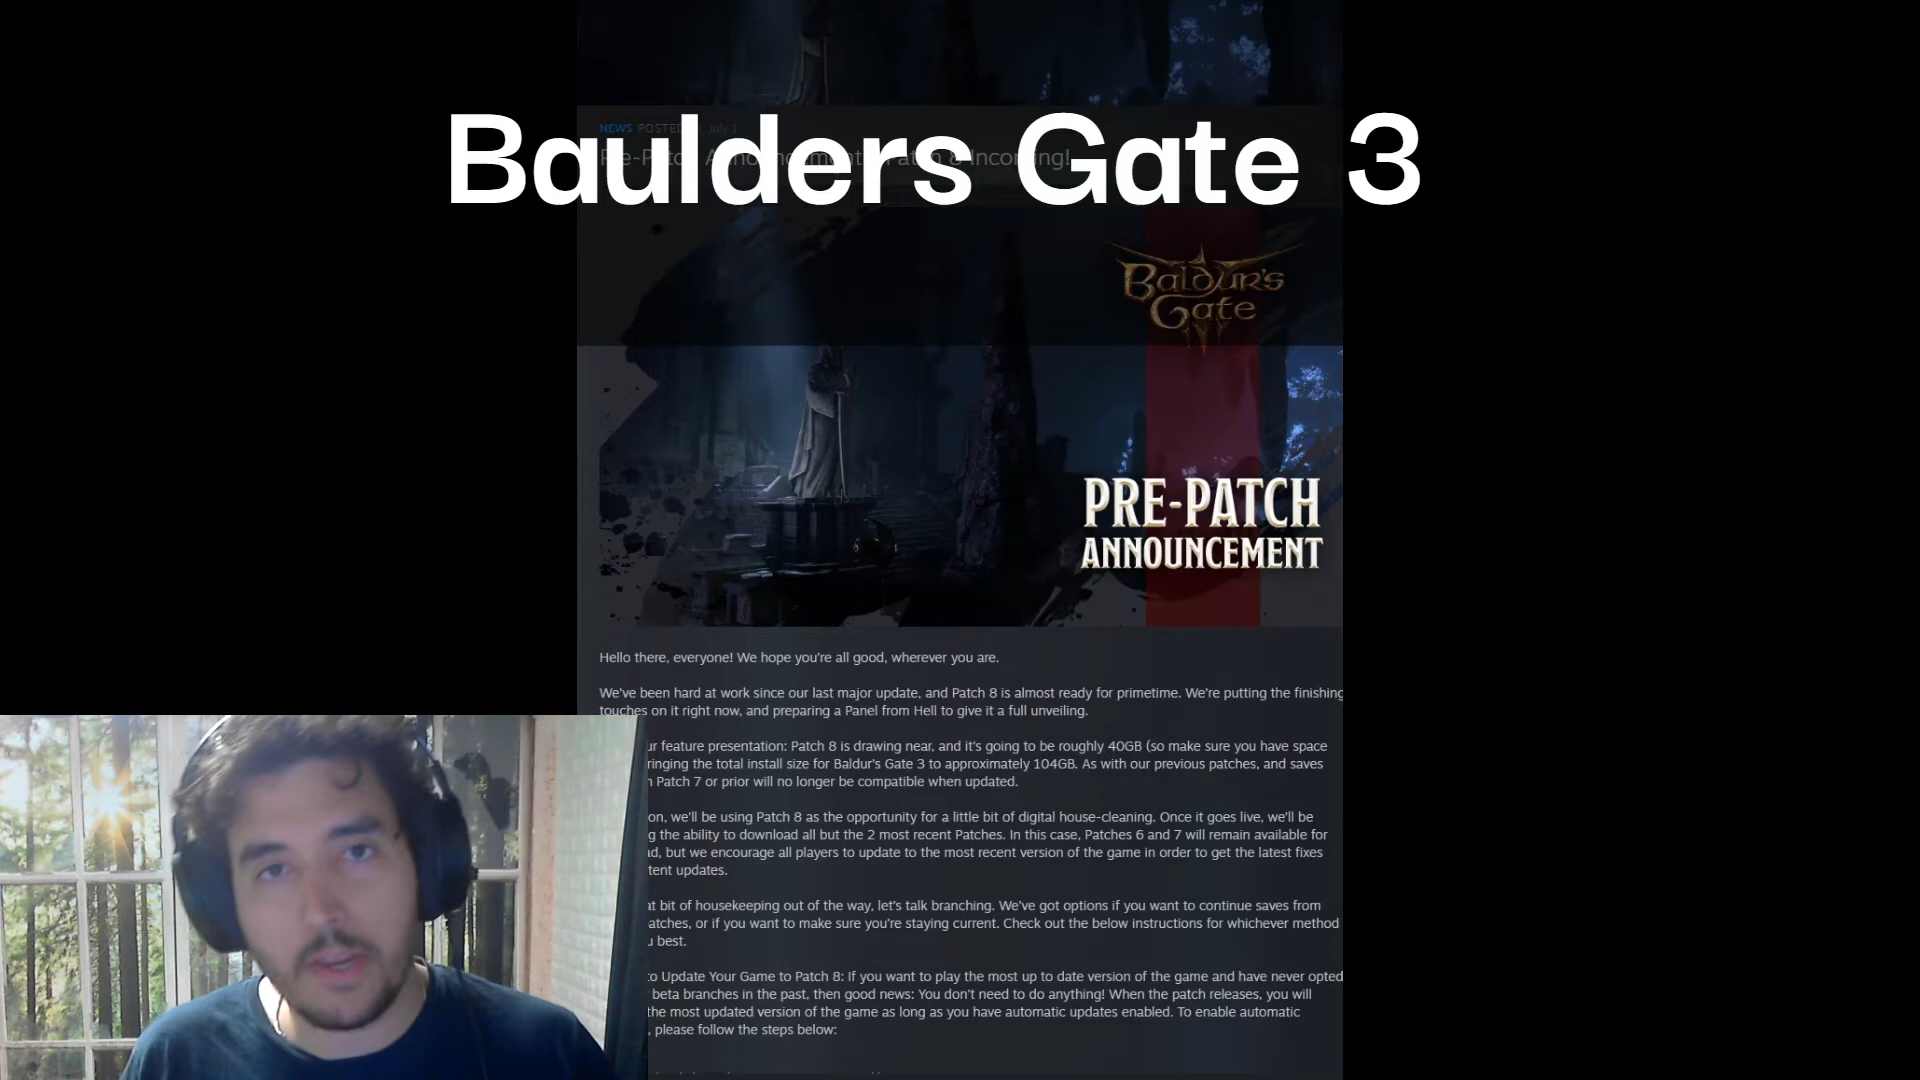 Baulders Gate 3
NEWS POSTED July
Pre-Patch Announcement Patch 8 Incoming!
Baldur's
Gate
PRE-PATCH
ANNOUNCEMENT
Hello there, everyone! We hope you're all good, wherever you are.
We've been hard at work since our last major update, and Patch 8 is almost ready for primetime. We're putting the finishing
touches on it right now, and preparing a Panel from Hell to give it a full unveiling.
feature presentation: Patch 8 is drawing near, and it's going to be roughly 40GB (so make sure you have space
ringing the total install size for Baldur's Gate 3 to approximately 104GB. As with our previous patches, and saves
Patch 7 or prior will no longer be compatible when updated.
on, we'll be using Patch 8 as the opportunity for a little bit of digital house-cleaning. Once it goes live, we'll be
g the ability to download all but the 2 most recent Patches. In this case, Patches 6 and 7 will remain available for
ad, but we encourage all players to update to the most recent version of the game in order to get the latest fixes
tent updates.
at bit of housekeeping out of the way, let's talk branching. We've got options if you want to continue saves from
atches, or if you want to make sure you're staying current. Check out the below instructions for whichever method
u best.
to Update Your Game to Patch 8: If you want to play the most up to date version of the game and have never opted
beta branches in the past, then good news: You don't need to do anything! When the patch releases, you will
the most updated version of the game as long as you have automatic updates enabled. To enable automatic
, please follow the steps below: